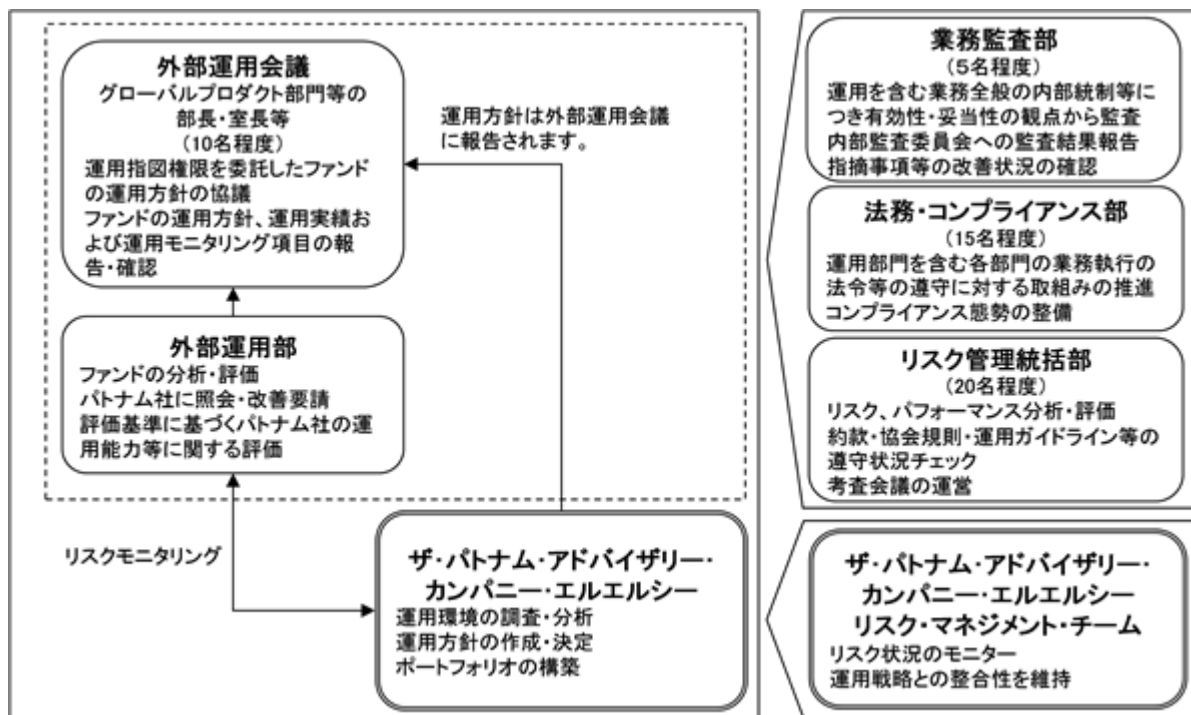 外部運用会議
グローバルプロダクト部門等の
部長・室長等
(10名程度)
運用指図権限を委託したファンド
の運用方針の協議
ファンドの運用方針、運用実績お
よび運用モニタリング項目の報
告・確認
運用方針は外部運用会議
に報告されます。
外部運用部
ファンドの分析・評価
パトナム社に照会・改善要請
評価基準に基づくパトナム社の運
用能力等に関する評価
リスクモニタリング
ザ・パトナム・アドバイザリー・
カンパニー・エルエルシー
運用環境の調査・分析
運用方針の作成・決定
ポートフォリオの構築
業務監査部
(5名程度)
運用を含む業務全般の内部統制等に
つき有効性・妥当性の観点から監査
内部監査委員会への監査結果報告
指摘事項等の改善状況の確認
法務・コンプライアンス部
(15名程度)
運用部門を含む各部門の業務執行の
法令等の遵守に対する取組みの推進
コンプライアンス態勢の整備
リスク管理統括部
(20名程度)
リスク、パフォーマンス分析・評価
約款・協会規則・運用ガイドライン等の
遵守状況チェック
考査会議の運営
ザ・パトナム・アドバイザリー・
カンパニー・エルエルシー
リスク・マネジメント・チーム
リスク状況のモニター
運用戦略との整合性を維持